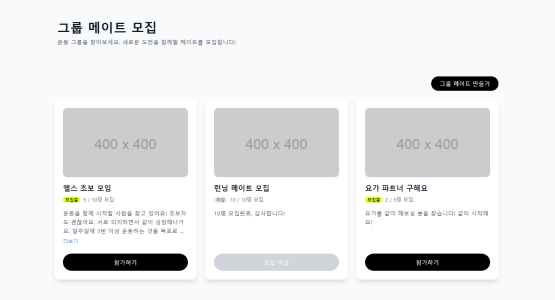 그룹 메이트 모집
운동 그룹을 찾아보세요. 새로운 도전을 함께할 메이트를 모집합니다!
그룹 메이트 만들기
400 x 400
헬스 초보 모임
모집중 5 / 10명 모집
운동을 함께 시작할 사람을 찾고 있어요! 초보자
도 괜찮아요, 서로 의지하면서 같이 성장해나가
요. 일주일에 3번 이상 운동하는 것을 목표로 ...
더보기
참가하기
400 x 400
런닝 메이트 모집
마감 10 / 10명 모집
10명 모집완료, 감사합니다!
모집 마감
400 x 400
요가 파트너 구해요
모집중 2 / 5명 모집
요가를 같이 해보실 분을 찾습니다! 같이 시작해
요!
참가하기